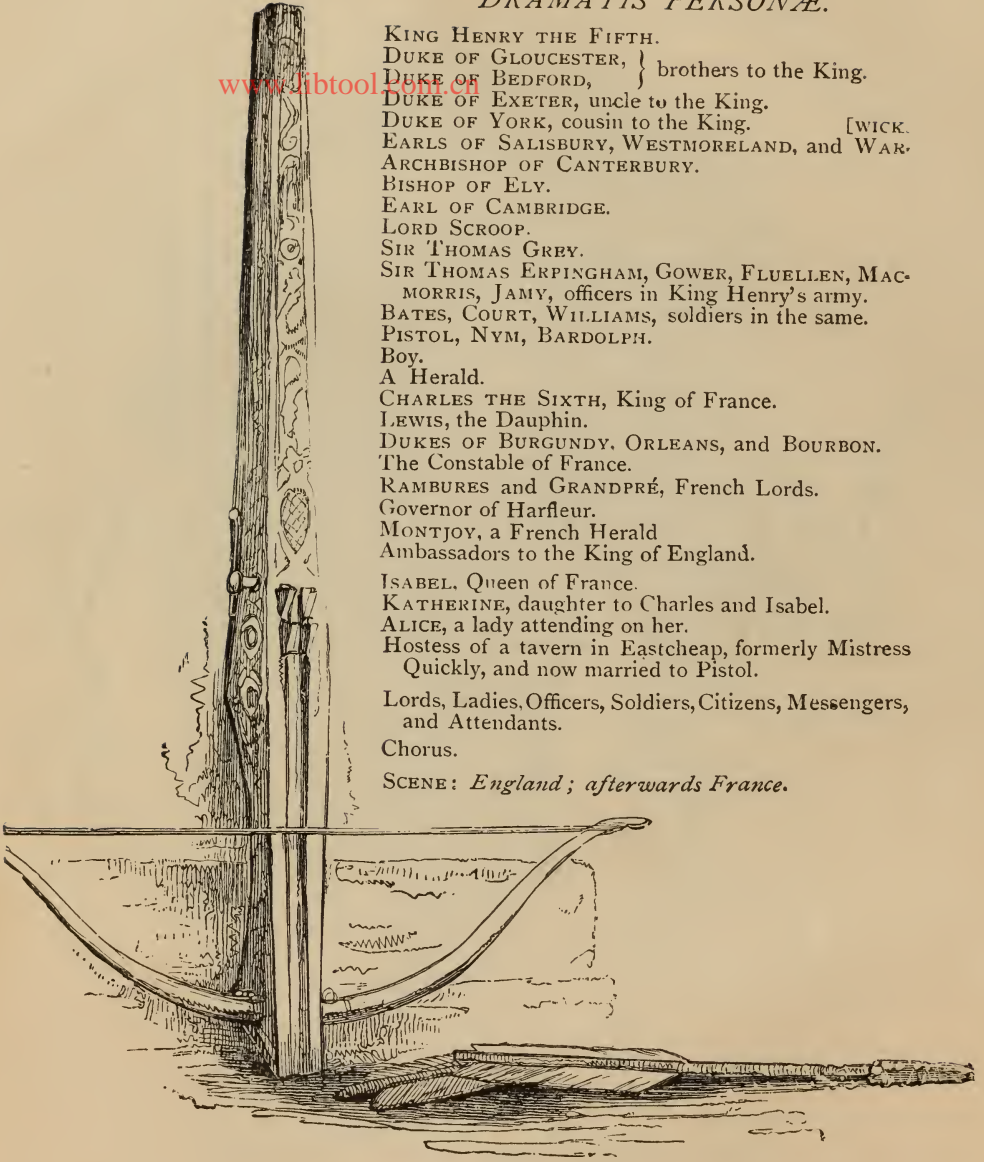 DRAMATIS PERSONÆ.
KING HENRY THE FIFTH.
DUKE OF GLOUCESTER, } brothers to the King.
DUKE OF BEDFORD,
www.libtool.com.cn
DUKE OF EXETER, uncle to the King.
DUKE OF YORK, cousin to the King. [WICK.
EARLS OF SALISBURY, WESTMORELAND, and WAR-
ARCHBISHOP OF CANTERBURY.
BISHOP OF ELY.
EARL OF CAMBRIDGE.
LORD SCROOP.
SIR THOMAS GREY.
SIR THOMAS ERPINGHAM, GOWER, FLUELLEN, MAC-
MORRIS, JAMY, officers in King Henry's army.
BATES, COURT, WILLIAMS, soldiers in the same.
PISTOL, NYM, BARDOLPH.
Boy.
A Herald.
CHARLES THE SIXTH, King of France.
LEWIS, the Dauphin.
DUKES OF BURGUNDY, ORLEANS, and BOURBON.
The Constable of France.
RAMBURES and GRANDPRÉ, French Lords.
Governor of Harfleur.
MONTJOY, a French Herald
Ambassadors to the King of England.
ISABEL, Queen of France.
KATHERINE, daughter to Charles and Isabel.
ALICE, a lady attending on her.
Hostess of a tavern in Eastcheap, formerly Mistress
Quickly, and now married to Pistol.
Lords, Ladies, Officers, Soldiers, Citizens, Messengers,
and Attendants.
Chorus.
SCENE: England; afterwards France.